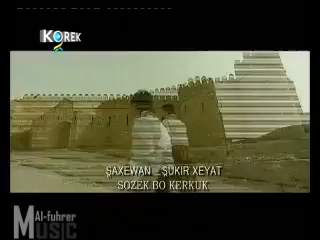 KOREK
ŞAXEWAN _ ŞUKIR XEYAT
SOZEK BO KERKUK
Al-fuhrer
MUSIC